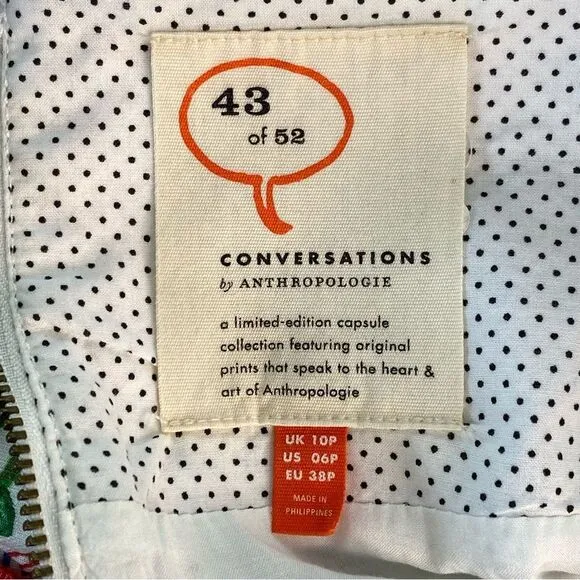 43
of 52
CONVERSATIONS
by ANTHROPOLOGIE
a limited-edition capsule
collection featuring original
prints that speak to the heart &
art of Anthropologie
UK 10P
US 06P
EU 38P
MADE IN
PHILIPPINES